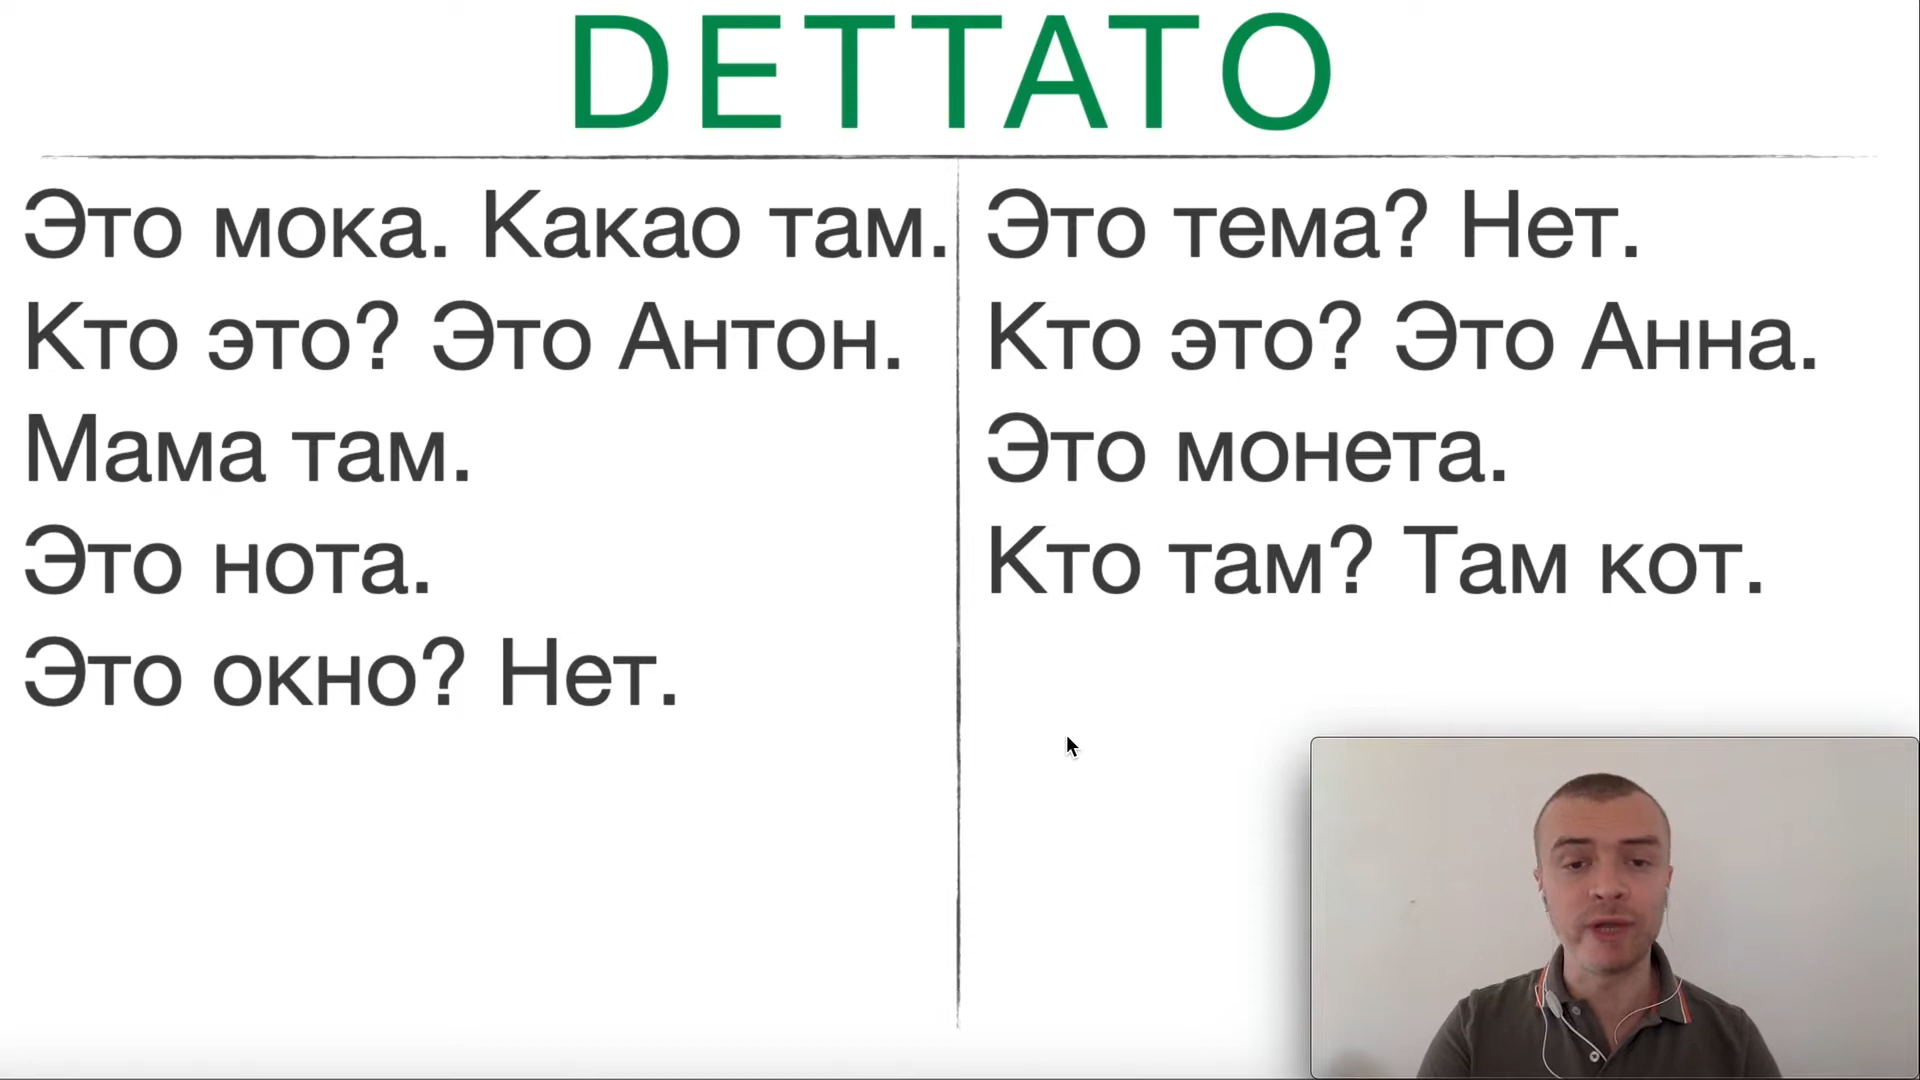 DETTATO
Это мока. Какао там.
Кто это? Это Антон.
Мама там.
Это нота.
Это окно? Нет.
Это тема? Нет.
Кто это? Это Анна.
Это монета.
Кто там? Там кот.